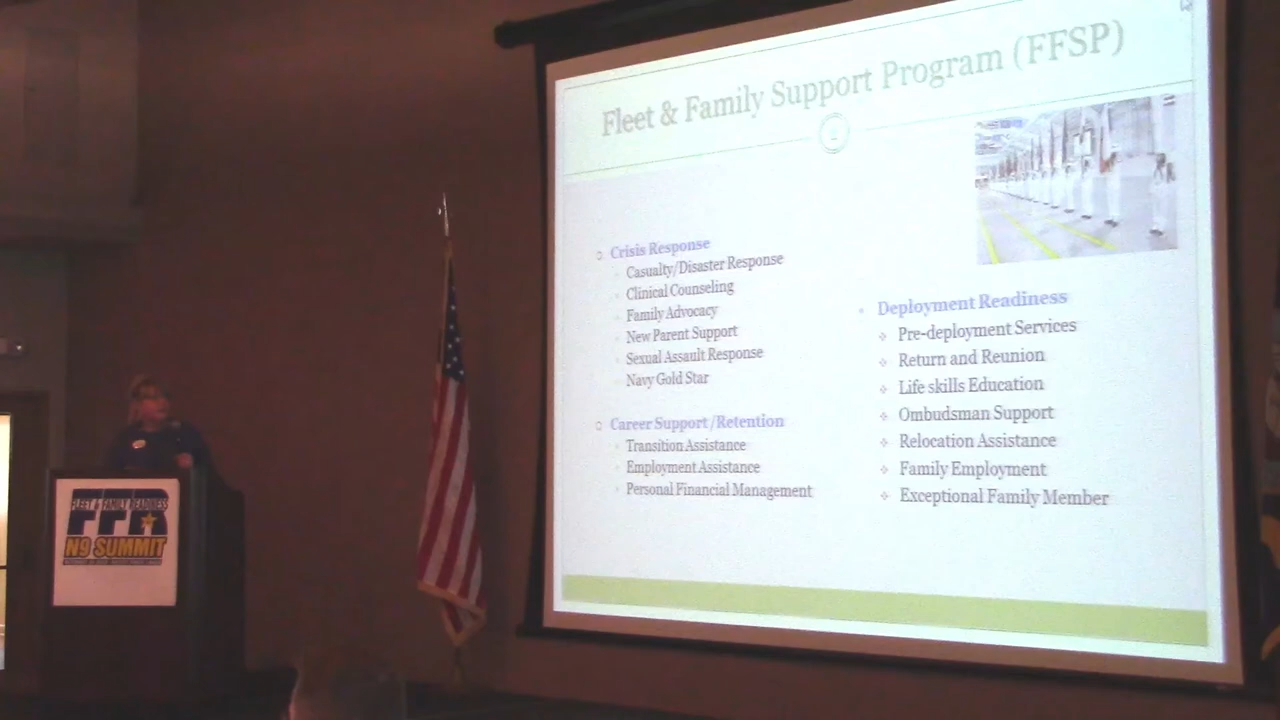 Fleet & Family Support Program (FFSP)
Crisis Response
Casualty/Disaster Response
Clinical Counseling
Family Advocacy
New Parent Support
Sexual Assault Response
Navy Gold Star
Career Support /Retention
Transition Assistance
Employment Assistance
Personal Financial Management
Deployment Readiness
Pre-deployment Services
Return and Reunion
Life skills Education
Ombudsman Support
Relocation Assistance
Family Employment
Exceptional Family Member
FLEET & FAMILY READINESS
FFR
N9 SUMMIT